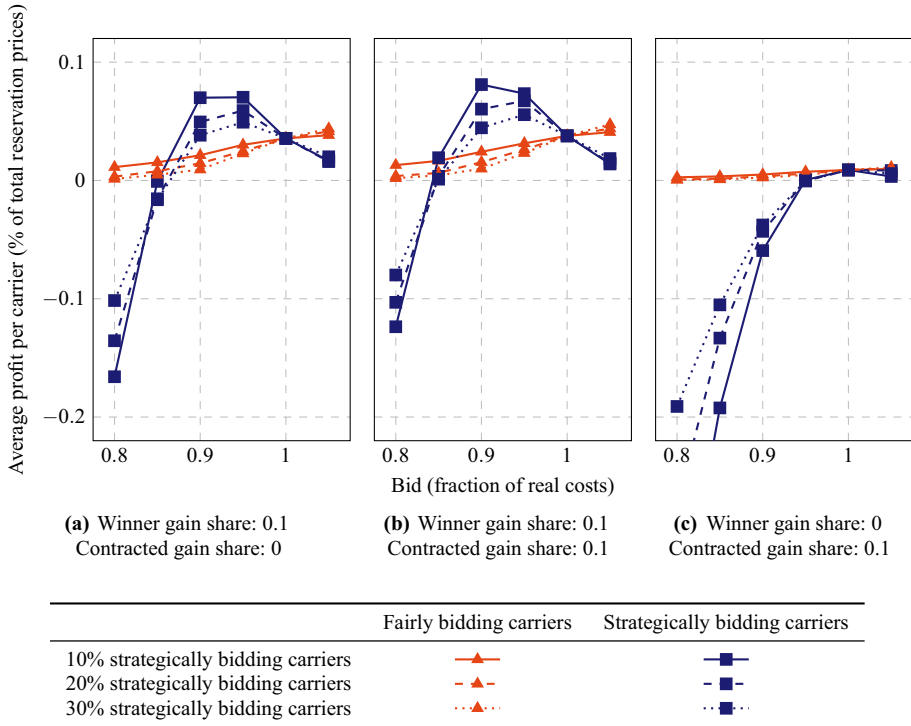 Average profit per carrier (% of total reservation prices)
0.1
0
−0.1
−0.2
0.8 0.9 1
0.8 0.9 1
0.8 0.9 1
Bid (fraction of real costs)
(a) Winner gain share: 0.1
Contracted gain share: 0
(b) Winner gain share: 0.1
Contracted gain share: 0.1
(c) Winner gain share: 0
Contracted gain share: 0.1
Fairly bidding carriers Strategically bidding carriers
10% strategically bidding carriers
20% strategically bidding carriers
30% strategically bidding carriers